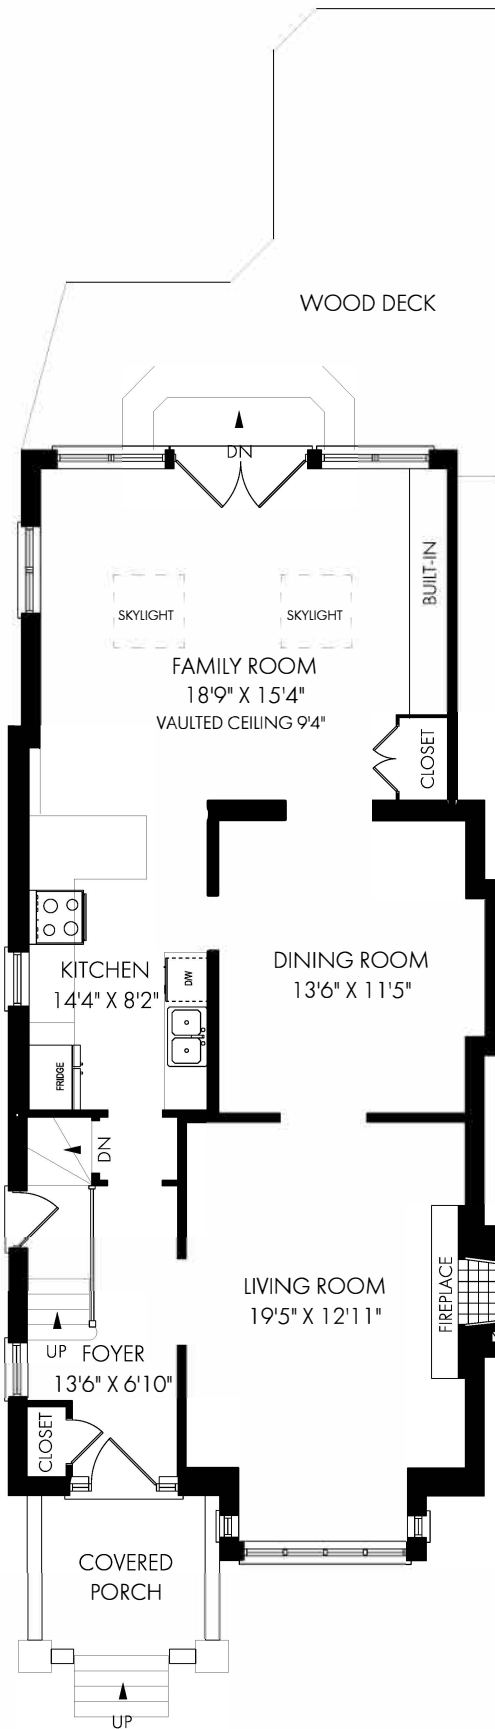 WOOD DECK
DN
BUILT-IN
SKYLIGHT
SKYLIGHT
FAMILY ROOM
18'9" X 15'4"
VAULTED CEILING 9'4"
CLOSET
KITCHEN
14'4" X 8'2"
D/W
DINING ROOM
13'6" X 11'5"
FRIDGE
DN
LIVING ROOM
19'5" X 12'11"
FIREPLACE
UP
FOYER
13'6" X 6'10"
CLOSET
COVERED
PORCH
UP